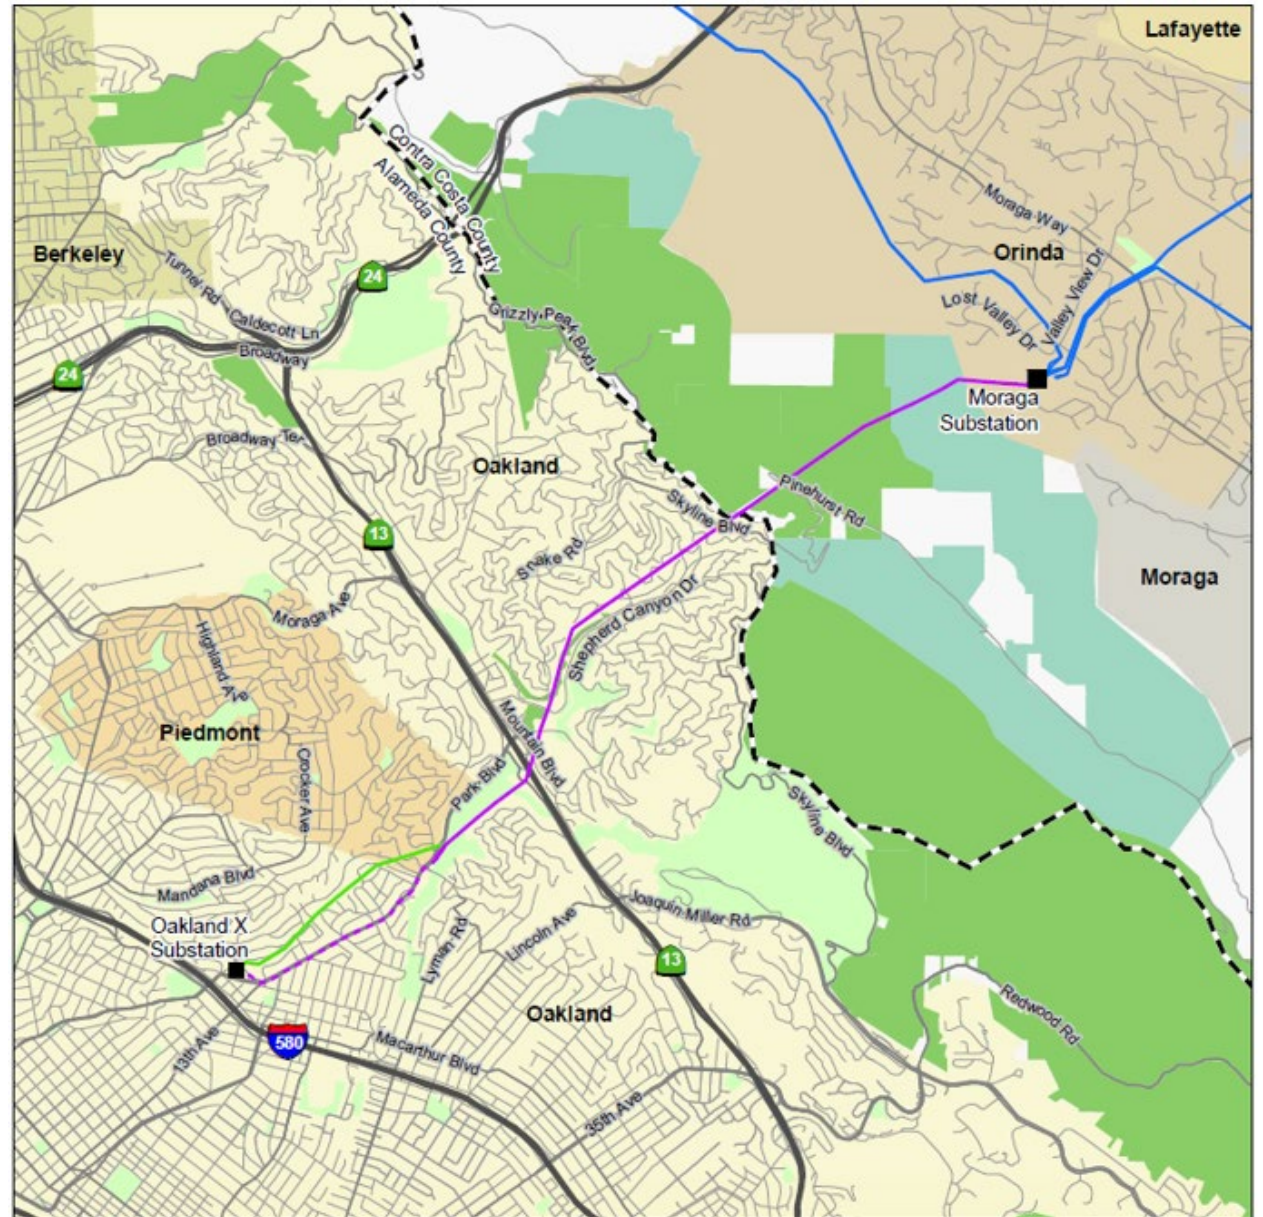 Lafayette
Contra Costa County
Alameda County
Moraga Way
Berkeley
Orinda
24
Tunnel Rd
Valley View Dr
Lost Valley Dr
Caldecott Ln
Grizzly Peak Blvd
Broadway
24
Moraga
Substation
Broadway Ter
Oakland
Pinehurst Rd
Skyline Blvd
13
Snake Rd
Moraga
Shepherd Canyon Dr
Moraga Ave
Highland Ave
Piedmont
Mountain Blvd
Crocker Ave
Park Blvd
Skyline Blvd
Mandana Blvd
Joaquin Miller Rd
Oakland X
Substation
Lyman Rd
Lincoln Ave
13
Oakland
Redwood Rd
580
13th Ave
Macarthur Blvd
35th Ave